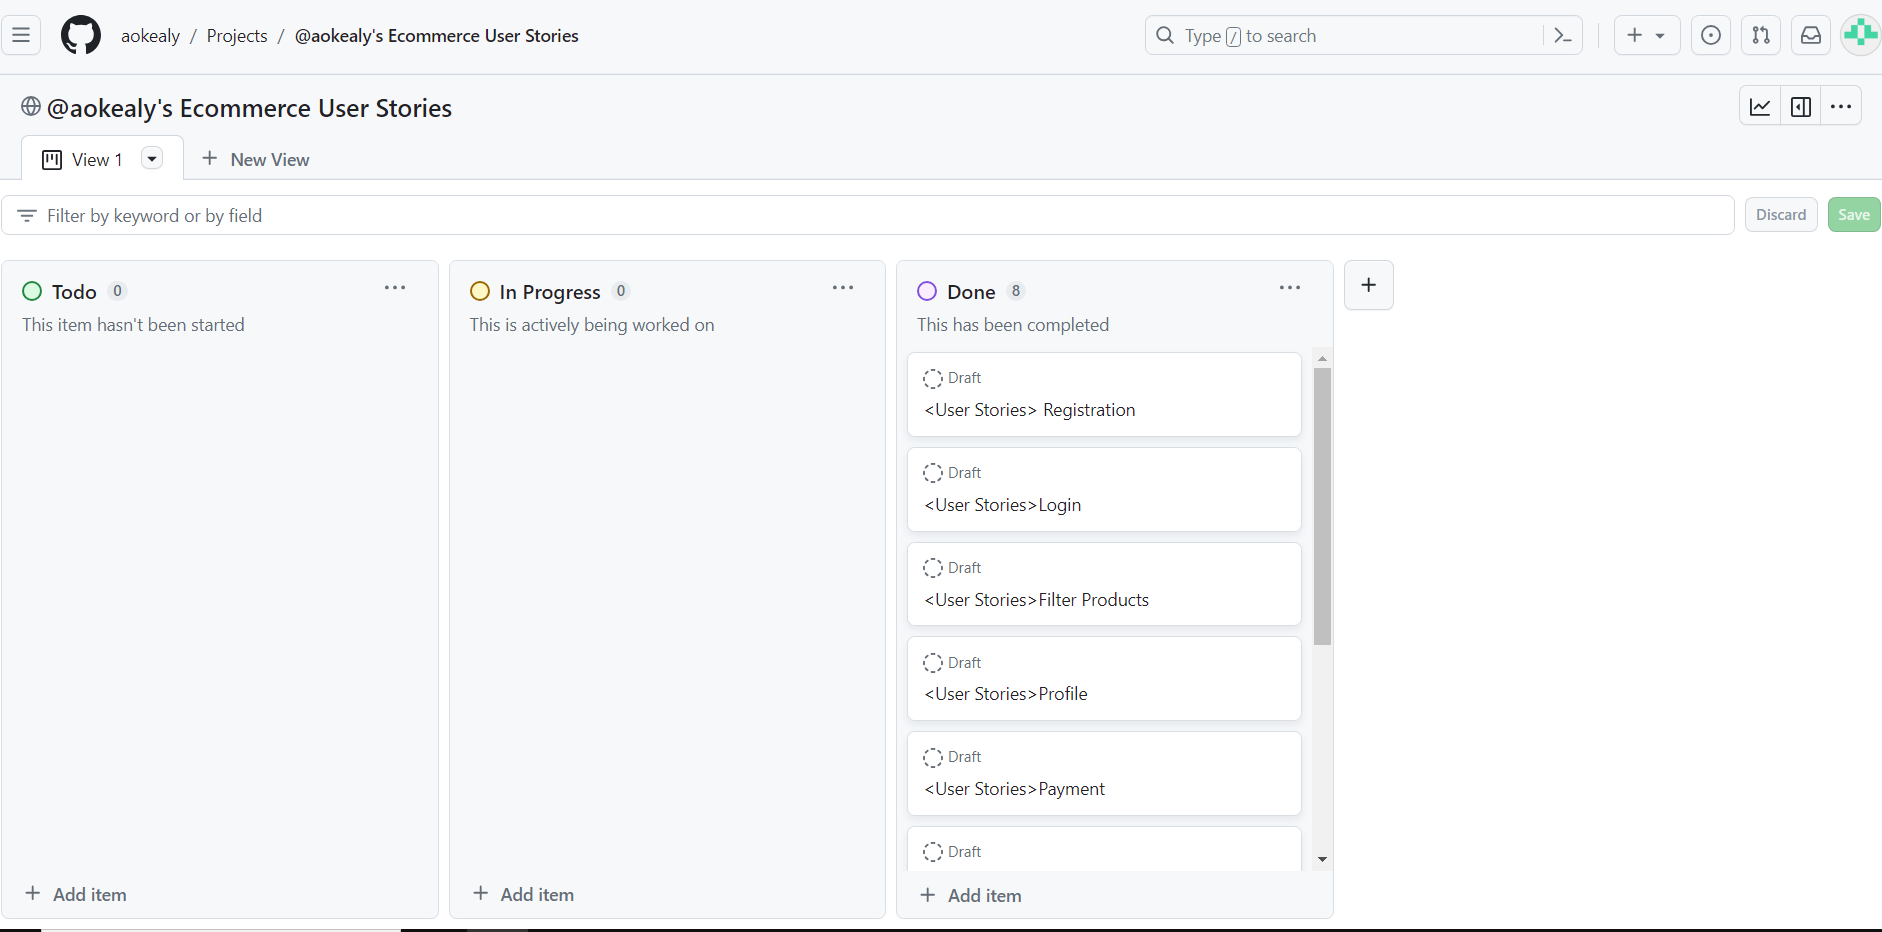 aokealy / Projects / @aokealy's Ecommerce User Stories
Type / to search
@aokealy's Ecommerce User Stories
View 1
New View
Filter by keyword or by field
Discard
Save
Todo 0
This item hasn't been started
Add item
In Progress 0
This is actively being worked on
Add item
Done 8
This has been completed
Draft
<User Stories> Registration
Draft
<User Stories>Login
Draft
<User Stories>Filter Products
Draft
<User Stories>Profile
Draft
<User Stories>Payment
Draft
Add item